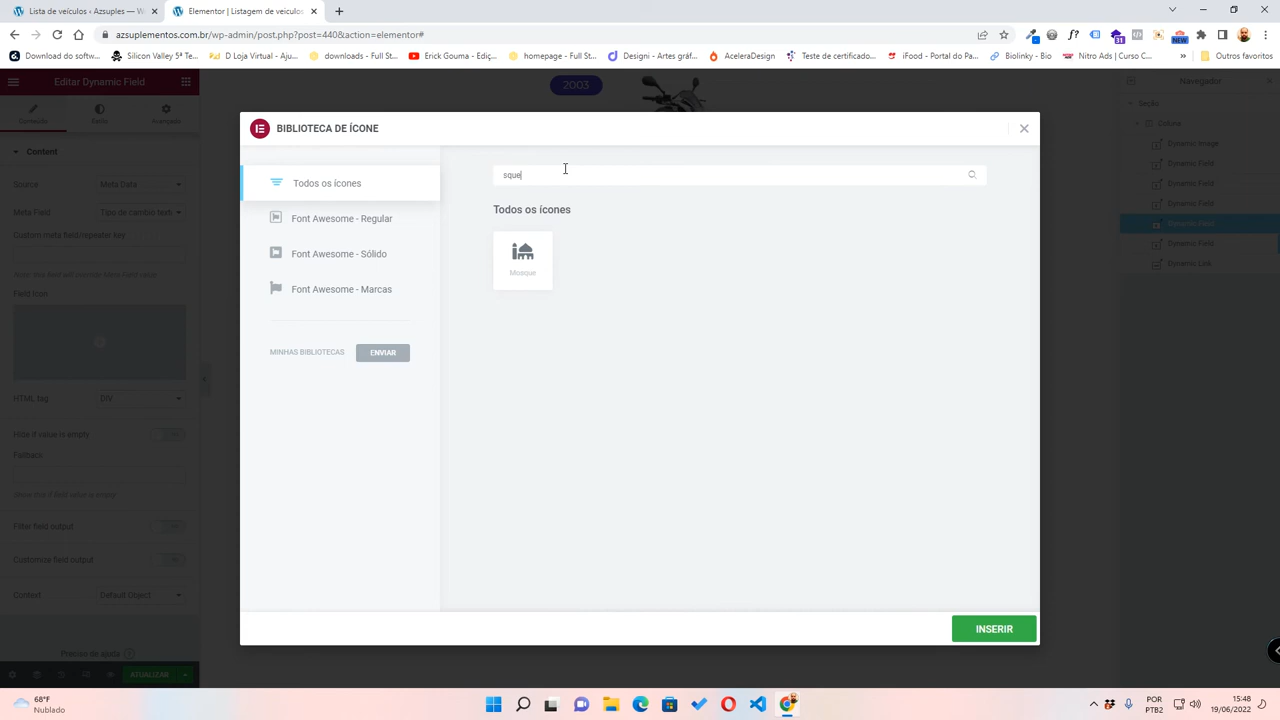 Lista de veículos ‹ Azsuples — W
Elementor | Listagem de veiculos
azsuplementos.com.br/wp-admin/post.php?post=440&action=elementor#
Download do softwa...
Silicon Valley 5ª Te...
D Loja Virtual - Aju...
downloads - Full St...
homepage - Full St...
Erick Gouma - Ediç...
Designi - Artes gráf...
AceleraDesign
Teste de certificado...
iFood - Portal do Pa...
Biolinky - Bio
Nitro Ads | Curso C...
Outros favoritos
31
NEW
Editar Dynamic Field
Conteúdo
Estilo
Avançado
Content
Source
Meta Data
Meta Field
Tipo de cambio text
Custom meta field/repeater key
Field Icon
HTML tag
DIV
Hide if value is empty
Fallback
Filter field output
Customize field output
Context
Default Object
Preciso de ajuda
ATUALIZAR
2003
BIBLIOTECA DE ÍCONE
Todos os ícones
Font Awesome - Regular
Font Awesome - Sólido
Font Awesome - Marcas
MINHAS BIBLIOTECAS
ENVIAR
sque
Todos os ícones
Mosque
INSERIR
Navegador
Seção
Coluna
Dynamic Image
Dynamic Field
Dynamic Field
Dynamic Field
Dynamic Field
Dynamic Field
Dynamic Link
68°F
Nublado
POR
PTB2
15:48
19/06/2022